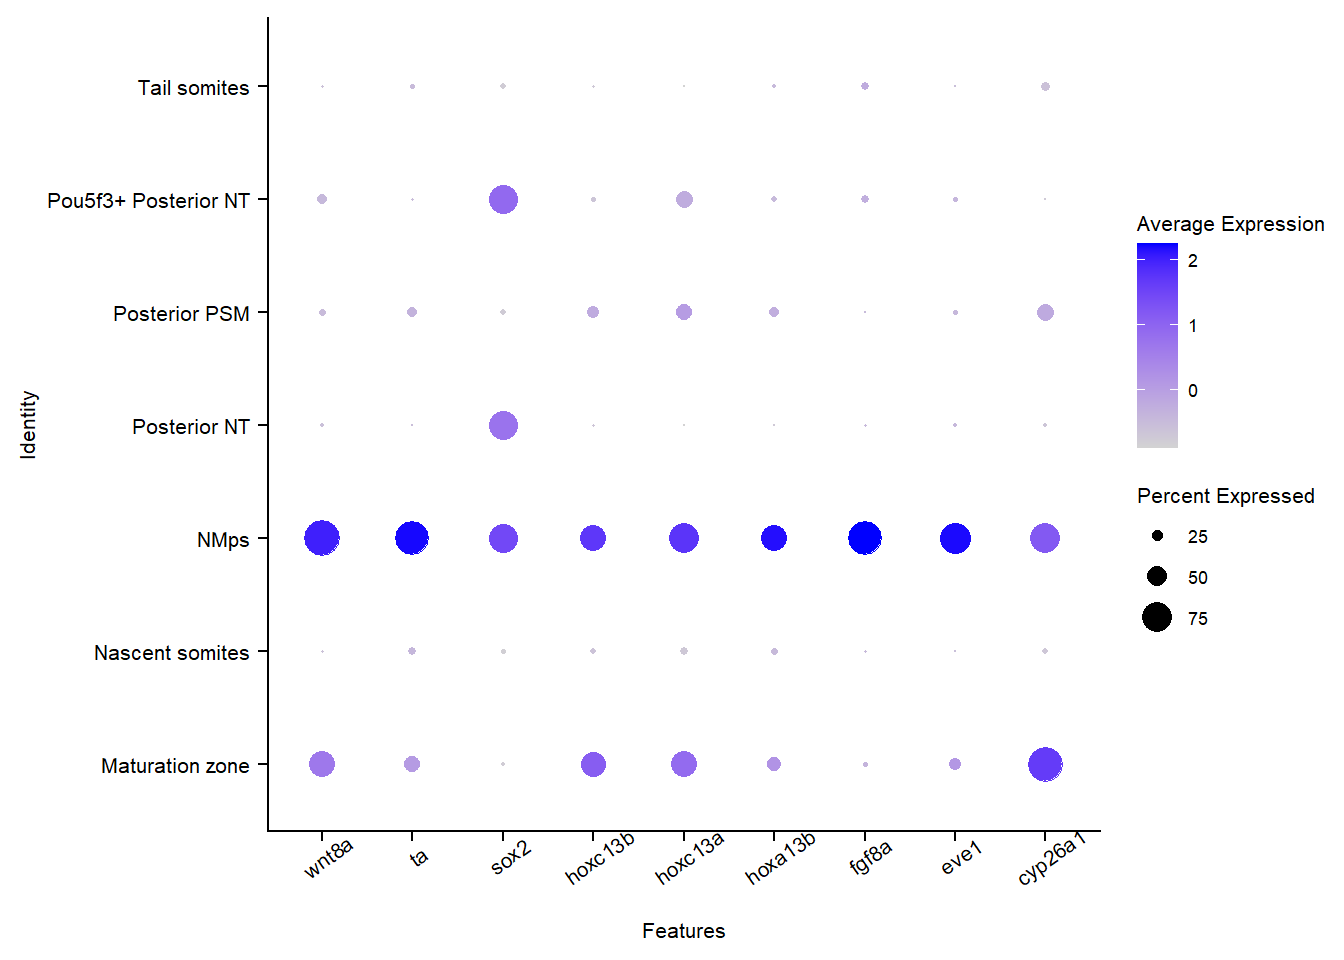 Tail somites
Pou5f3+ Posterior NT
Posterior PSM
Posterior NT
NMps
Nascent somites
Maturation zone
Identity
wnt8a
ta
sox2
hoxc13b
hoxc13a
hoxa13b
fgf8a
eve1
cyp26a1
Features
Average Expression
2
1
0
Percent Expressed
25
50
75